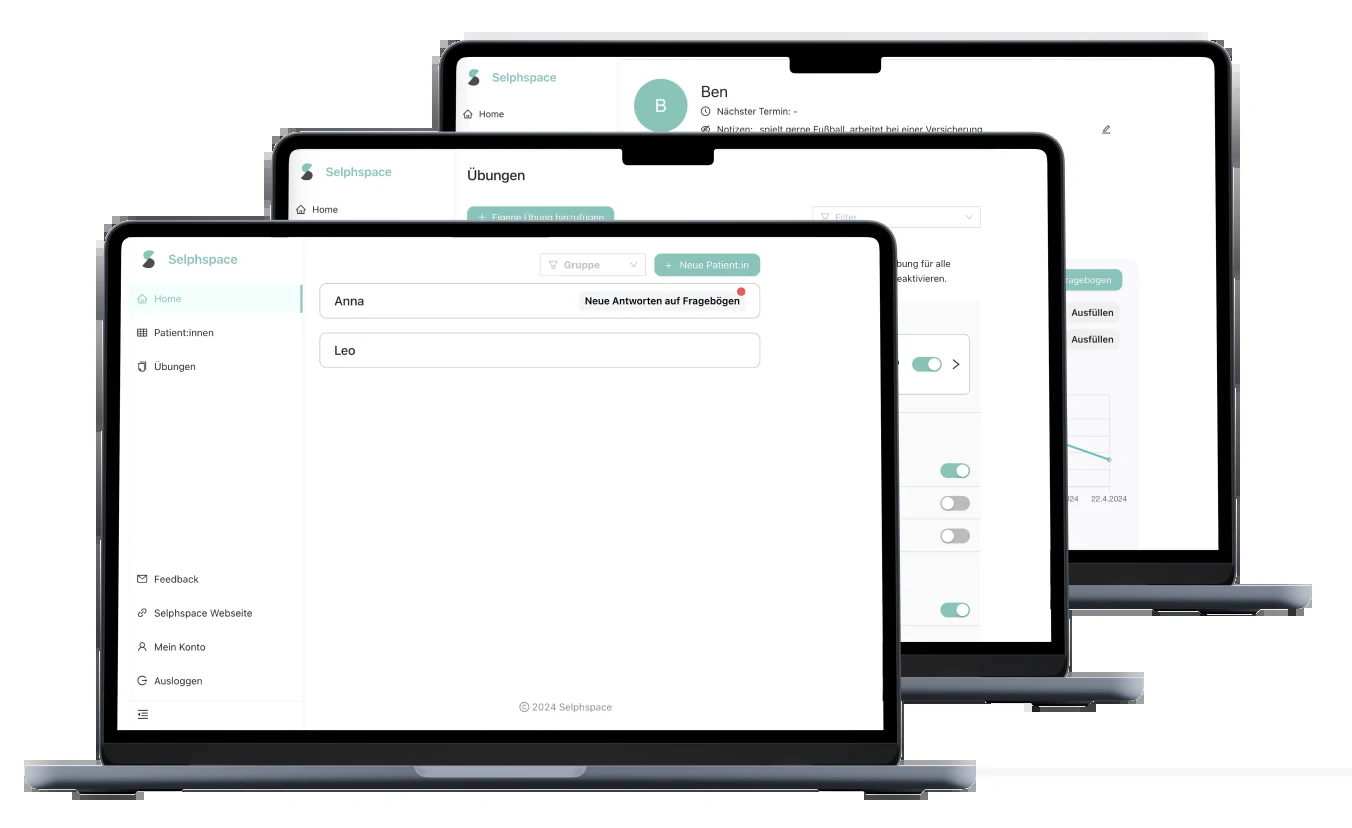 Selphspace
Home
Ben
Nächster Termin: -
Notizen: spielt gerne Fußball, arbeitet bei einer Versicherung
Selphspace
Home
Übungen
+ Eigene Übung hinzufügen
Filter
Selphspace
Home
Patient:innen
Übungen
Gruppe
+ Neue Patient:in
Anna
Neue Antworten auf Fragebögen
Leo
Feedback
Selphspace Webseite
Mein Konto
Ausloggen
© 2024 Selphspace
bung für alle
eaktivieren.
ragebogen
Ausfüllen
Ausfüllen
024 22.4.2024